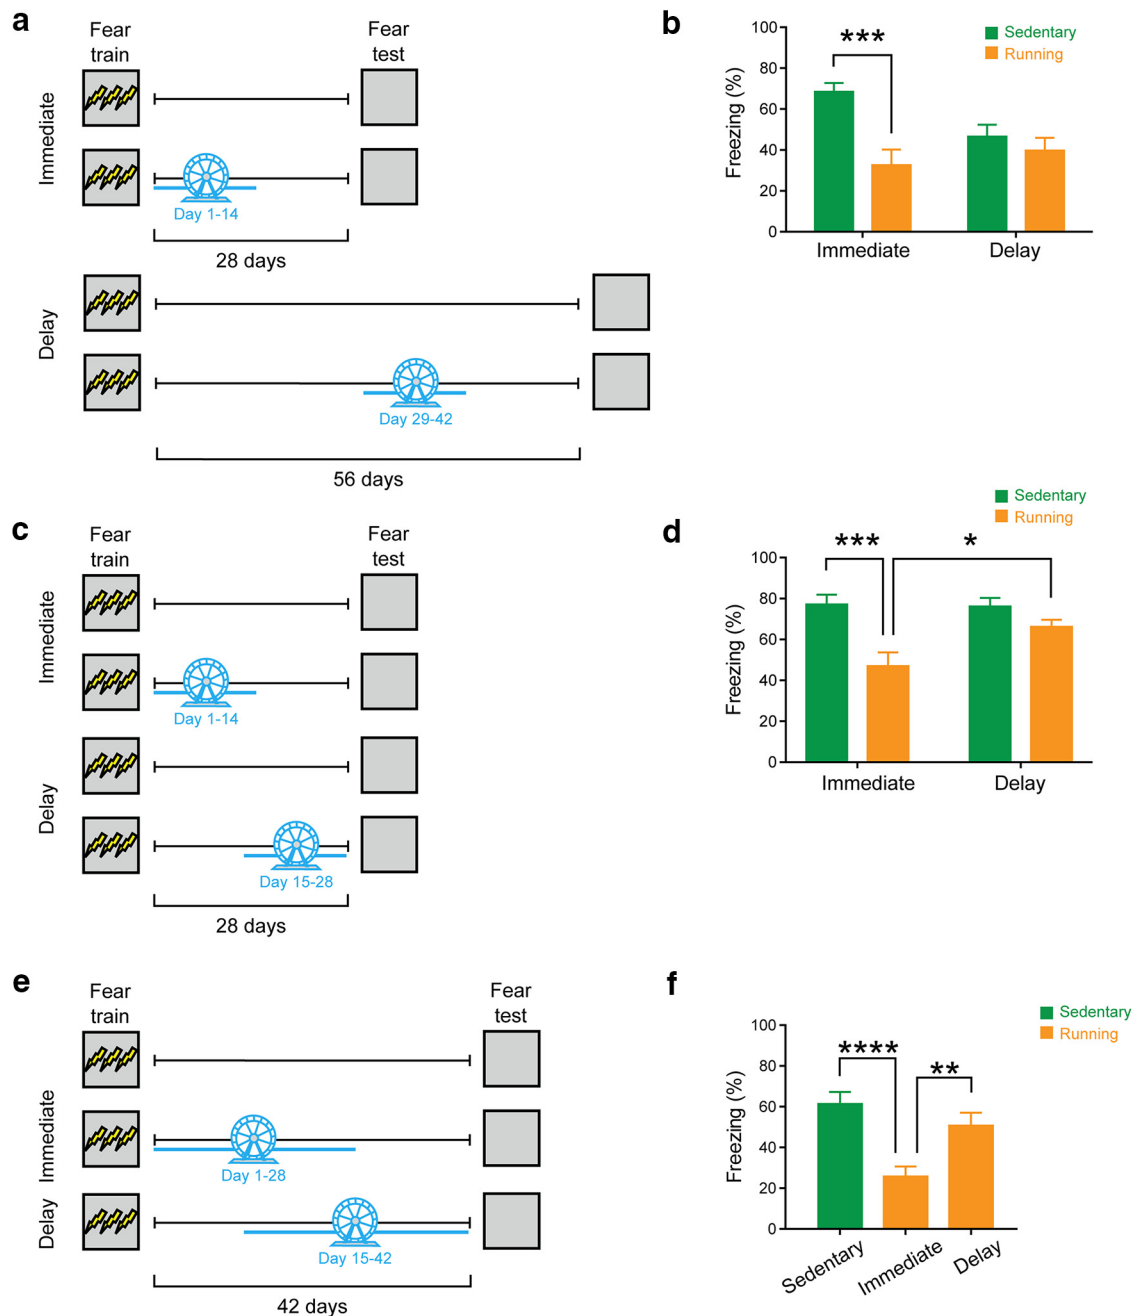 a
Fear
train
Fear
test
Immediate
Day 1-14
28 days
Delay
Day 29-42
56 days
b
Sedentary
Running
***
Freezing (%)
100
80
60
40
20
0
Immediate
Delay
c
Fear
train
Fear
test
Immediate
Day 1-14
Delay
Day 15-28
28 days
d
Sedentary
Running
***
*
Freezing (%)
100
80
60
40
20
0
Immediate
Delay
e
Fear
train
Fear
test
Immediate
Day 1-28
Delay
Day 15-42
42 days
f
Sedentary
Running
****
**
Freezing (%)
100
80
60
40
20
0
Sedentary
Immediate
Delay